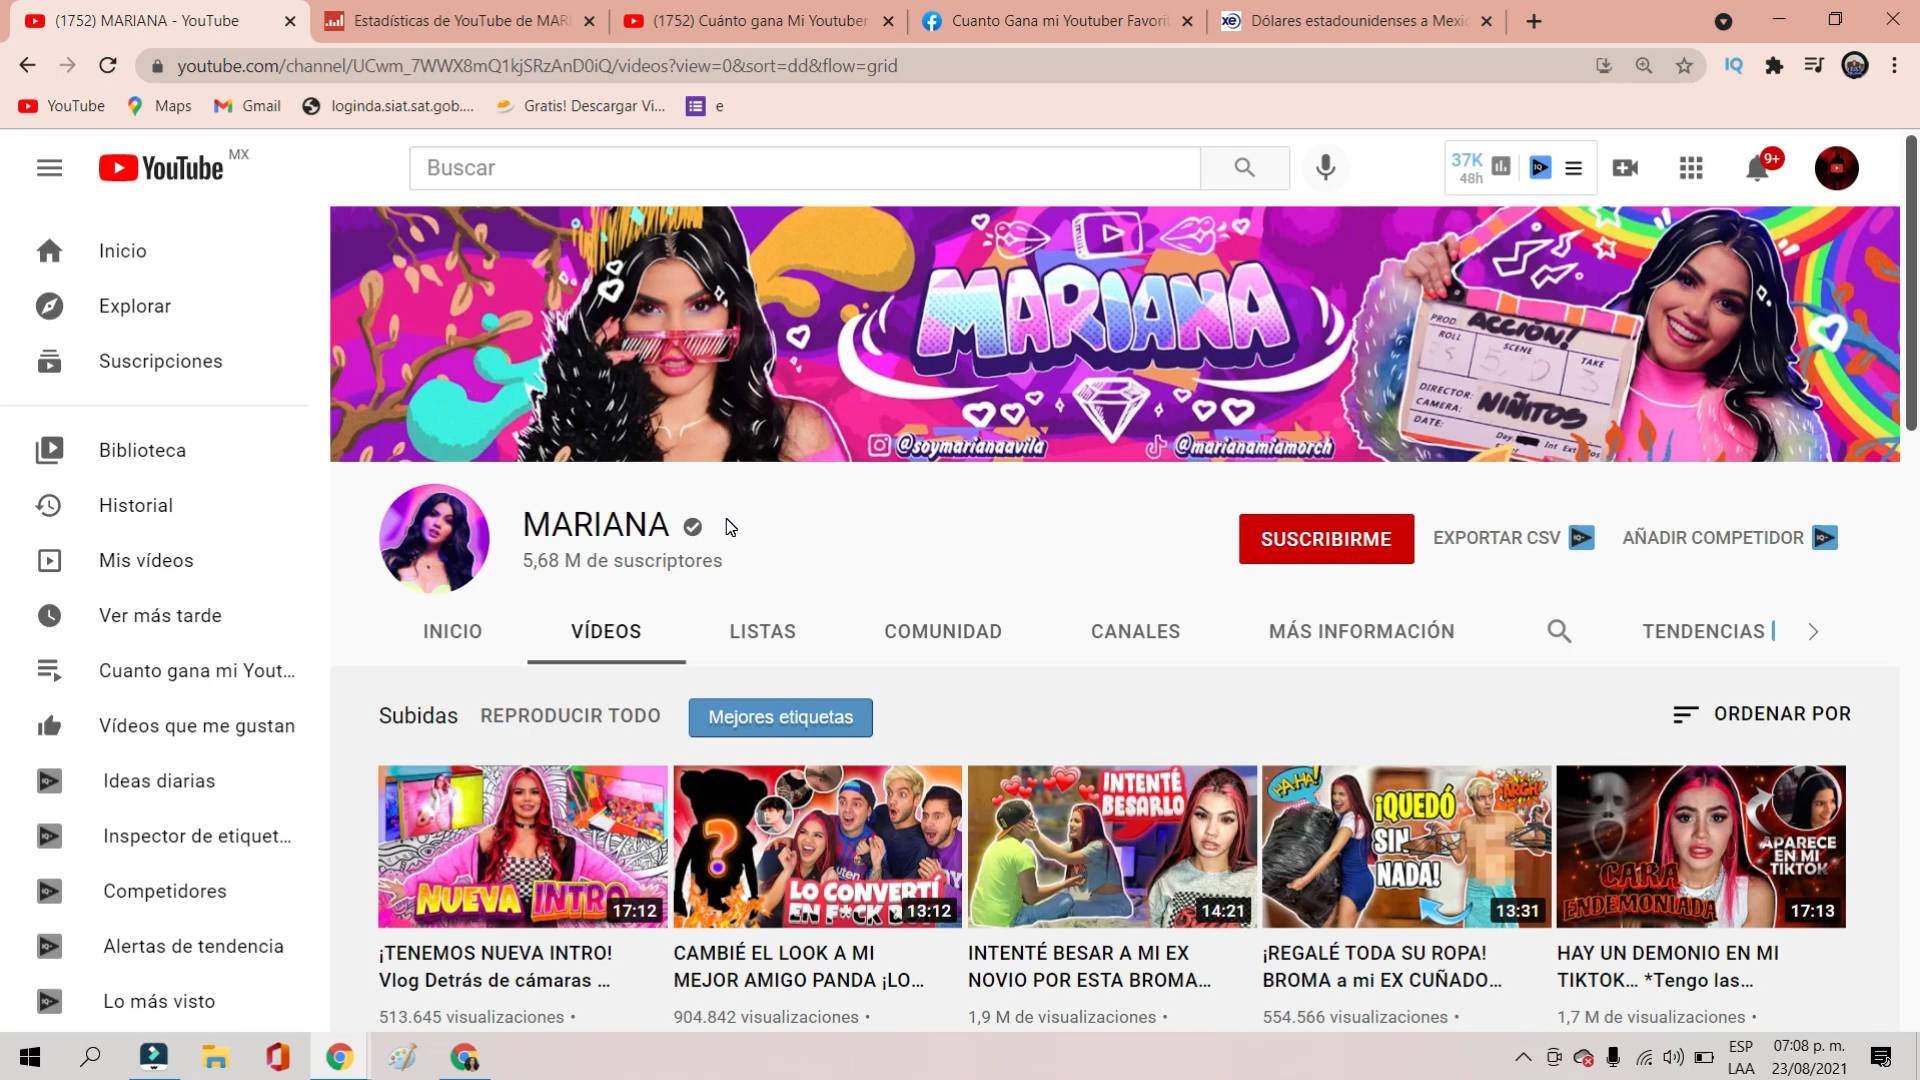 (1752) MARIANA - YouTube
Estadísticas de YouTube de MAR
(1752) Cuánto gana Mi Youtuber
Cuanto Gana mi Youtuber Favori
Dólares estadounidenses a Mexic
youtube.com/channel/UCwm_7WWX8mQ1kjSRzAnD0iQ/videos?view=0&sort=dd&flow=grid
YouTube
Maps
Gmail
loginda.siat.sat.gob....
Gratis! Descargar Vi...
e
YouTube MX
Buscar
37K
48h
9+
Inicio
Explorar
Suscripciones
Biblioteca
Historial
Mis vídeos
Ver más tarde
Cuanto gana mi Yout...
Vídeos que me gustan
Ideas diarias
Inspector de etiquet...
Competidores
Alertas de tendencia
Lo más visto
MARIANA
@soymarianaavila
@marianamiamorch
PROD. ACCIÓN!
ROLL
SCENE
TAKE
DIRECTOR:
CAMERA:
NIÑITOS
DATE:
Day
Int Ext
MARIANA
5,68 M de suscriptores
SUSCRIBIRME
EXPORTAR CSV
AÑADIR COMPETIDOR
INICIO
VÍDEOS
LISTAS
COMUNIDAD
CANALES
MÁS INFORMACIÓN
TENDENCIAS
Subidas
REPRODUCIR TODO
Mejores etiquetas
ORDENAR POR
NUEVA INTRO
17:12
¡TENEMOS NUEVA INTRO!
Vlog Detrás de cámaras ...
513.645 visualizaciones •
LO CONVERTÍ
EN F*CK B
13:12
CAMBIÉ EL LOOK A MI
MEJOR AMIGO PANDA ¡LO...
904.842 visualizaciones •
INTENTÉ
BESARLO
14:21
INTENTÉ BESAR A MI EX
NOVIO POR ESTA BROMA...
1,9 M de visualizaciones •
HA HA!
ARGH!
¡QUEDÓ
SIN
NADA!
13:31
¡REGALÉ TODA SU ROPA!
BROMA a mi EX CUÑADO...
554.566 visualizaciones •
APARECE
EN MI
TIKTOK
CARA
ENDEMONIADA
17:13
HAY UN DEMONIO EN MI
TIKTOK... *Tengo las...
1,7 M de visualizaciones •
ESP
LAA
07:08 p. m.
23/08/2021